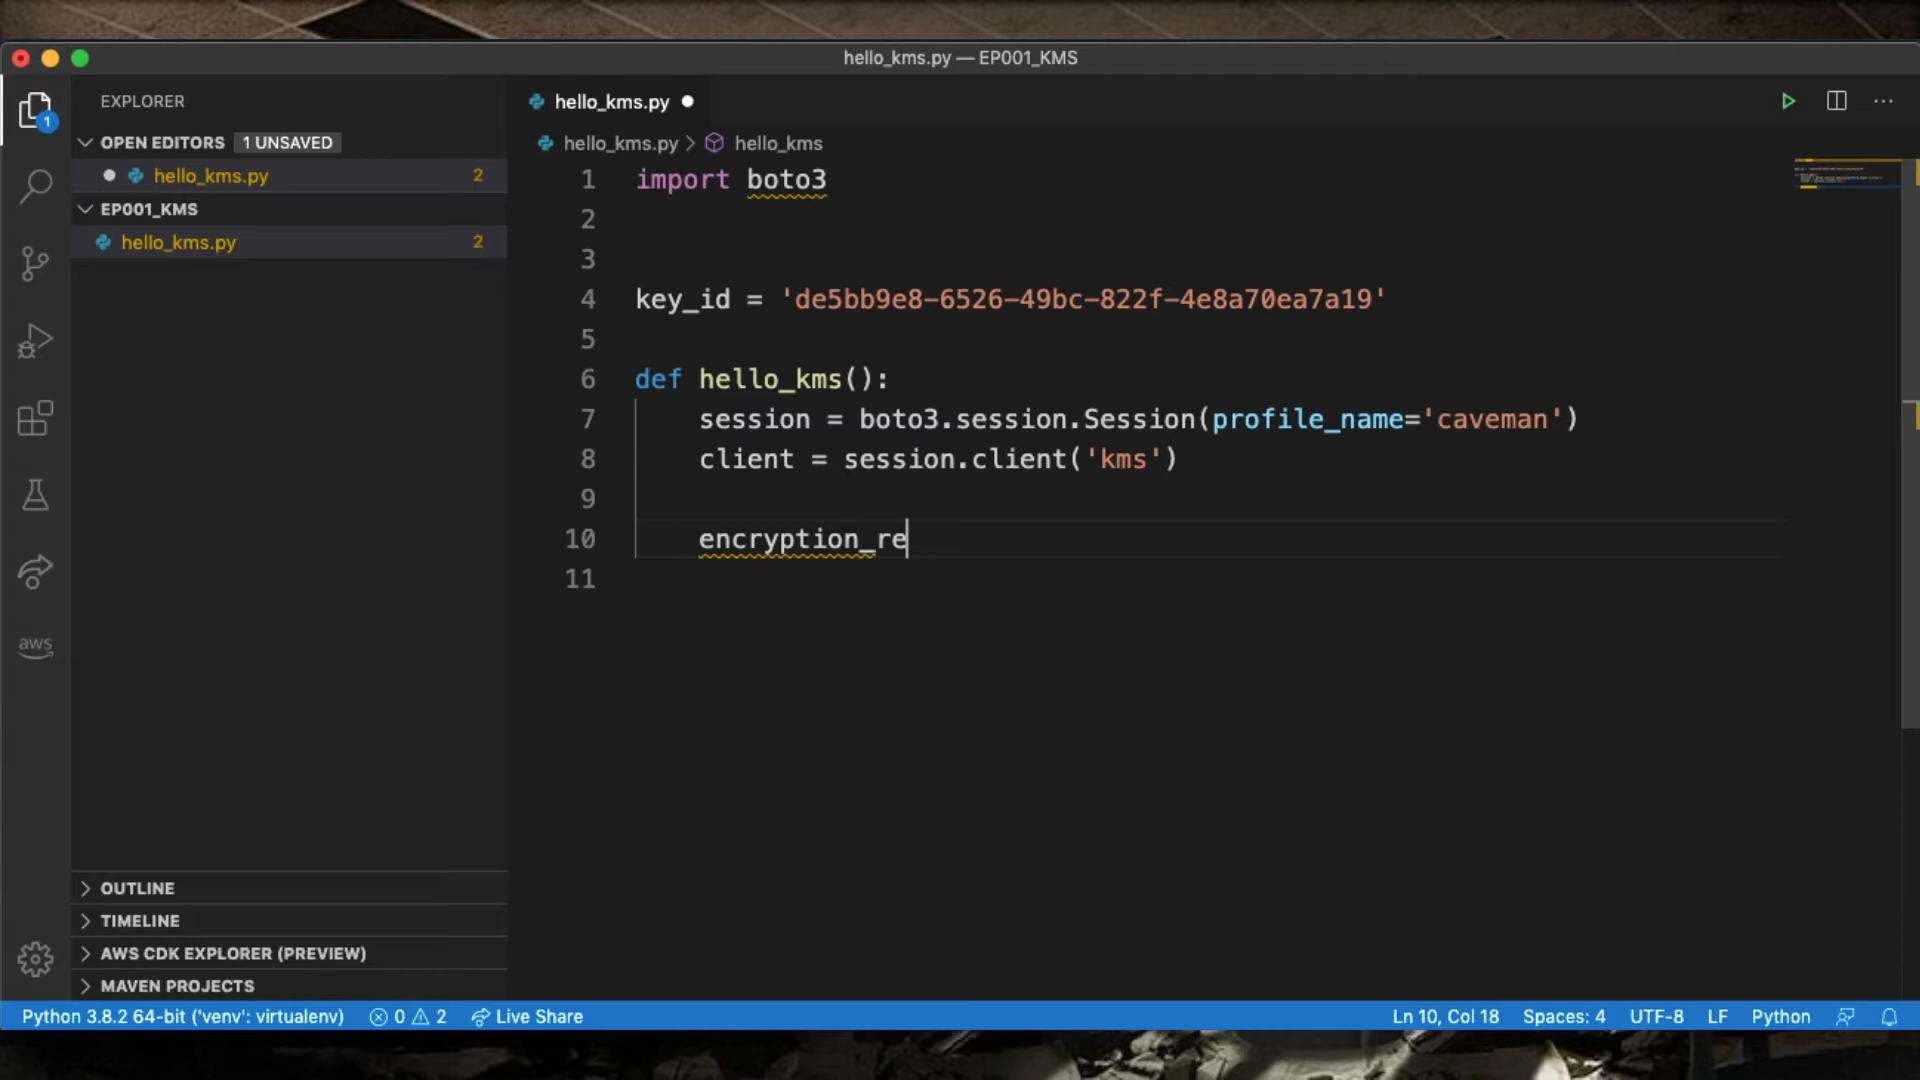 hello_kms.py — EP001_KMS
EXPLORER
OPEN EDITORS 1 UNSAVED
hello_kms.py 2
EP001_KMS
hello_kms.py 2
1
aws
OUTLINE
TIMELINE
AWS CDK EXPLORER (PREVIEW)
MAVEN PROJECTS
hello_kms.py
hello_kms.py > hello_kms
1 import boto3
2
3
4 key_id = 'de5bb9e8-6526-49bc-822f-4e8a70ea7a19'
5
6 def hello_kms():
7 session = boto3.session.Session(profile_name='caveman')
8 client = session.client('kms')
9
10 encryption_re
11
Python 3.8.2 64-bit ('venv': virtualenv) 0 2 Live Share Ln 10, Col 18 Spaces: 4 UTF-8 LF Python